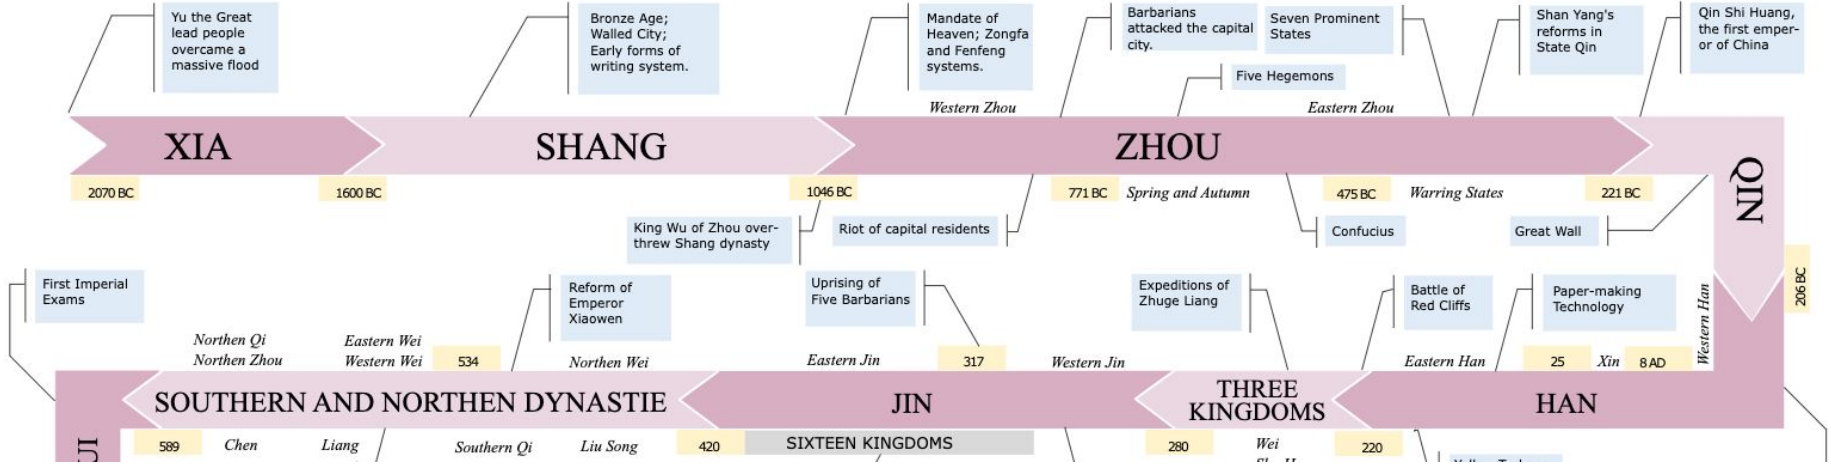 Yu the Great
lead people
overcame a
massive flood
Bronze Age;
Walled City;
Early forms of
writing system.
Mandate of
Heaven; Zongfa
and Fenfeng
systems.
Barbarians
attacked the capital
city.
Seven Prominent
States
Five Hegemons
Shan Yang's
reforms in
State Qin
Qin Shi Huang,
the first emper-
or of China
Western Zhou
Eastern Zhou
XIA
SHANG
ZHOU
QIN
2070 BC
1600 BC
1046 BC
771 BC
Spring and Autumn
475 BC
Warring States
221 BC
King Wu of Zhou over-
threw Shang dynasty
Riot of capital residents
Confucius
Great Wall
206 BC
First Imperial
Exams
Reform of
Emperor
Xiaowen
Uprising of
Five Barbarians
Expeditions of
Zhuge Liang
Battle of
Red Cliffs
Paper-making
Technology
Western Han
Northen Qi
Northen Zhou
Eastern Wei
Western Wei
534
Northen Wei
Eastern Jin
317
Western Jin
Eastern Han
25
Xin
8 AD
SOUTHERN AND NORTHEN DYNASTIE
JIN
THREE
KINGDOMS
HAN
UI
589
Chen
Liang
Southern Qi
Liu Song
420
SIXTEEN KINGDOMS
280
Wei
220